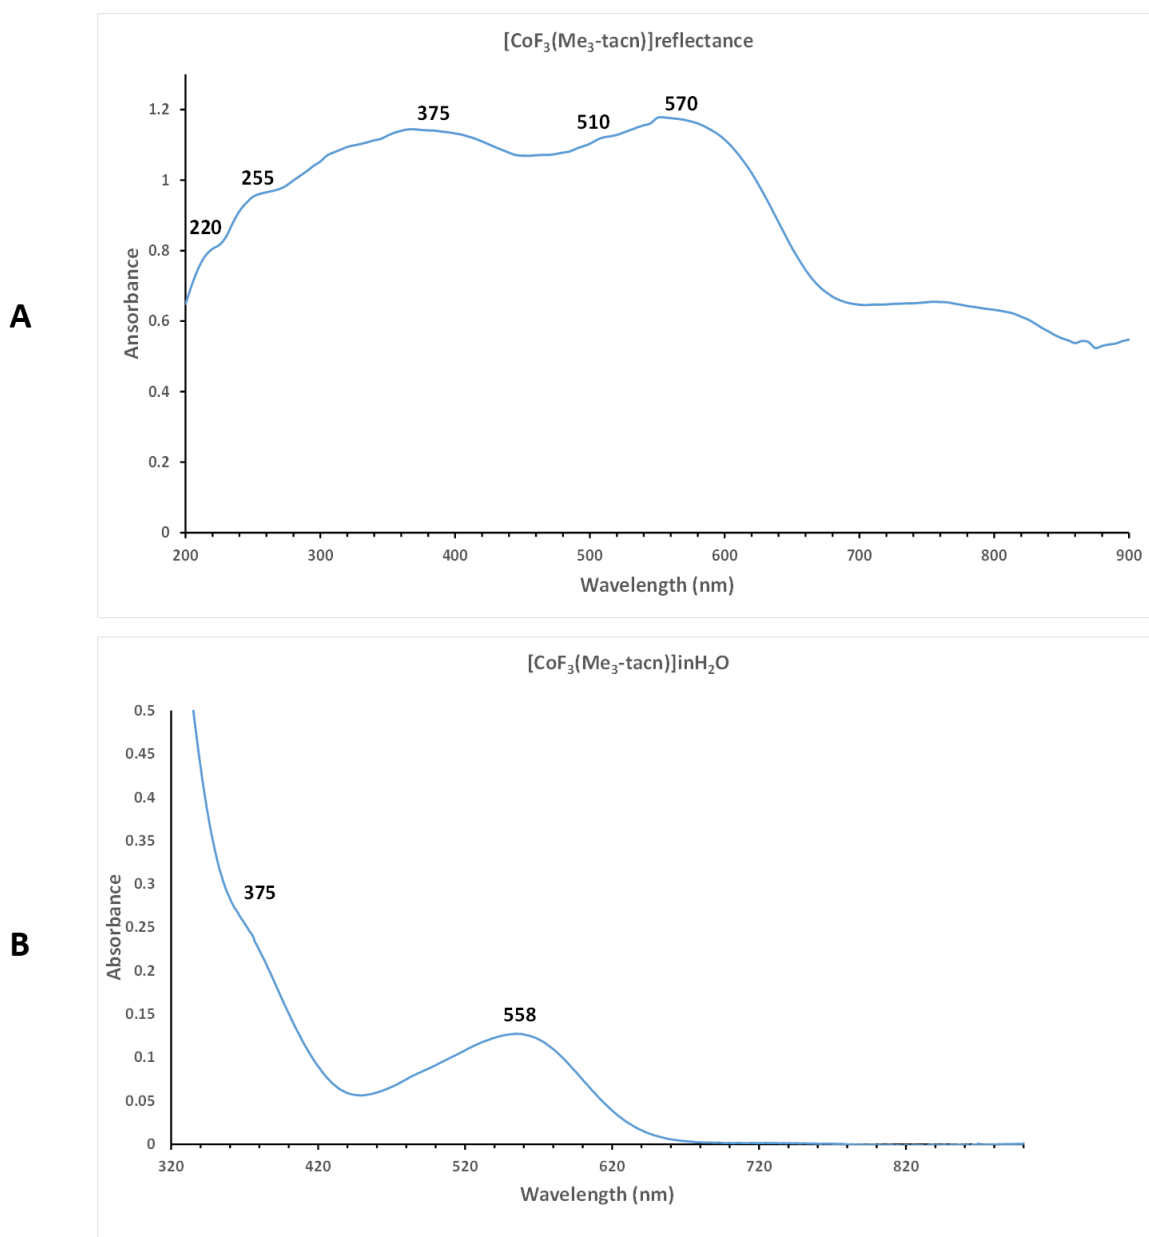 [CoF₃(Me₃-tacn)]reflectance
1.2
1
0.8
0.6
0.4
0.2
0
220
255
375
510
570
Ansorbance
A
200 300 400 500 600 700 800 900
Wavelength (nm)
[CoF₃(Me₃-tacn)]inH₂O
0.5
0.45
0.4
0.35
0.3
0.25
0.2
0.15
0.1
0.05
0
375
558
Absorbance
B
320 420 520 620 720 820
Wavelength (nm)